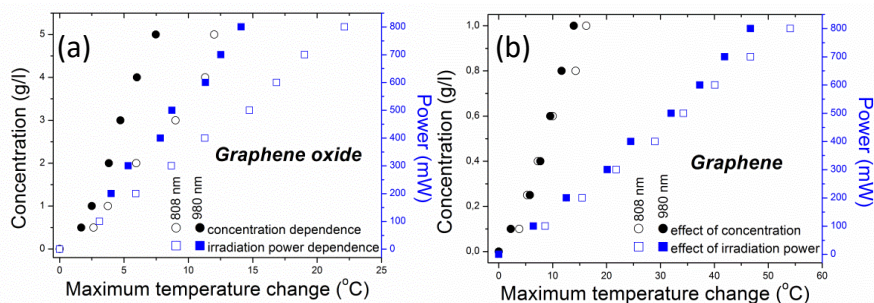 (a)
Concentration (g/l)
5
4
3
2
1
0
Graphene oxide
808 nm
980 nm
concentration dependence
irradiation power dependence
800
700
600
500
400
300
200
100
0
Power (mW)
0 5 10 15 20 25
Maximum temperature change (°C)
(b)
Concentration (g/l)
1,0
0,8
0,6
0,4
0,2
0,0
Graphene
808 nm
980 nm
effect of concentration
effect of irradiation power
800
700
600
500
400
300
200
100
0
Power (mW)
0 10 20 30 40 50 60
Maximum temperature change (°C)